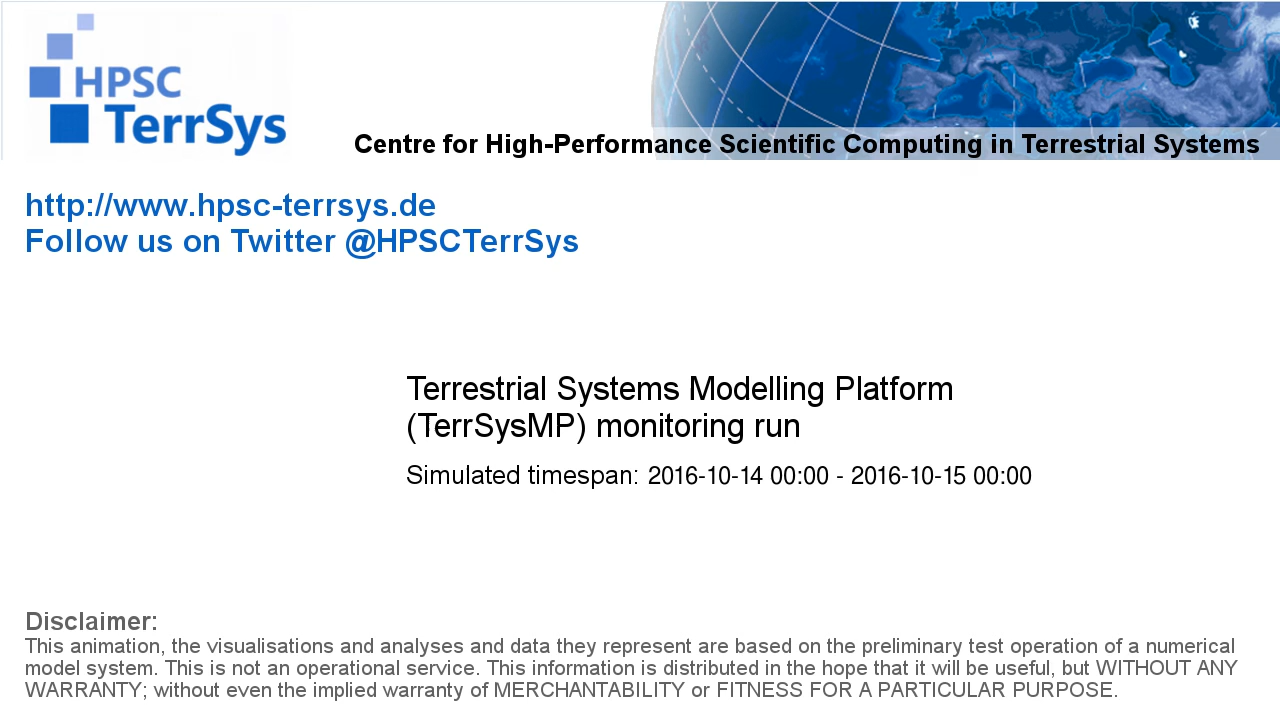 HPSC
TerrSys
Centre for High-Performance Scientific Computing in Terrestrial Systems
http://www.hpsc-terrsys.de
Follow us on Twitter @HPSCTerrSys
Terrestrial Systems Modelling Platform
(TerrSysMP) monitoring run
Simulated timespan: 2016-10-14 00:00 - 2016-10-15 00:00
Disclaimer:
This animation, the visualisations and analyses and data they represent are based on the preliminary test operation of a numerical
model system. This is not an operational service. This information is distributed in the hope that it will be useful, but WITHOUT ANY
WARRANTY; without even the implied warranty of MERCHANTABILITY or FITNESS FOR A PARTICULAR PURPOSE.